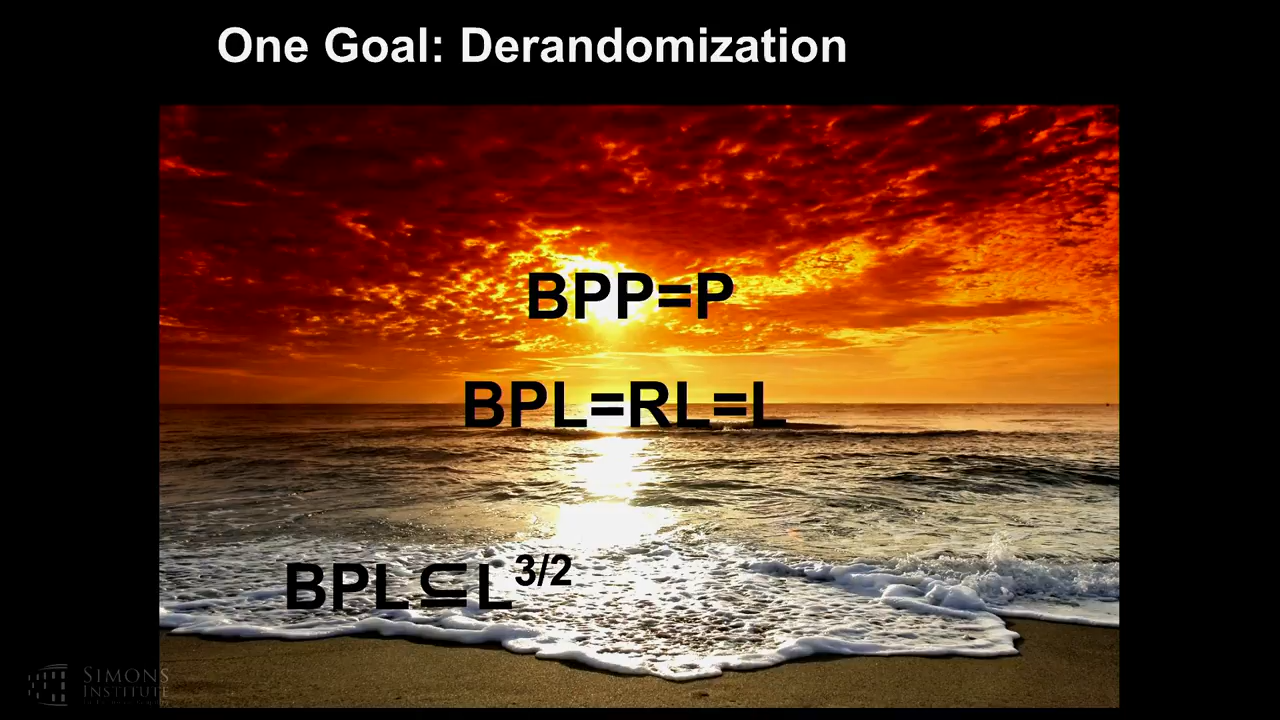 One Goal: Derandomization
BPP=P
BPL=RL=L
BPL⊆L^3/2
SIMONS
INSTITUTE